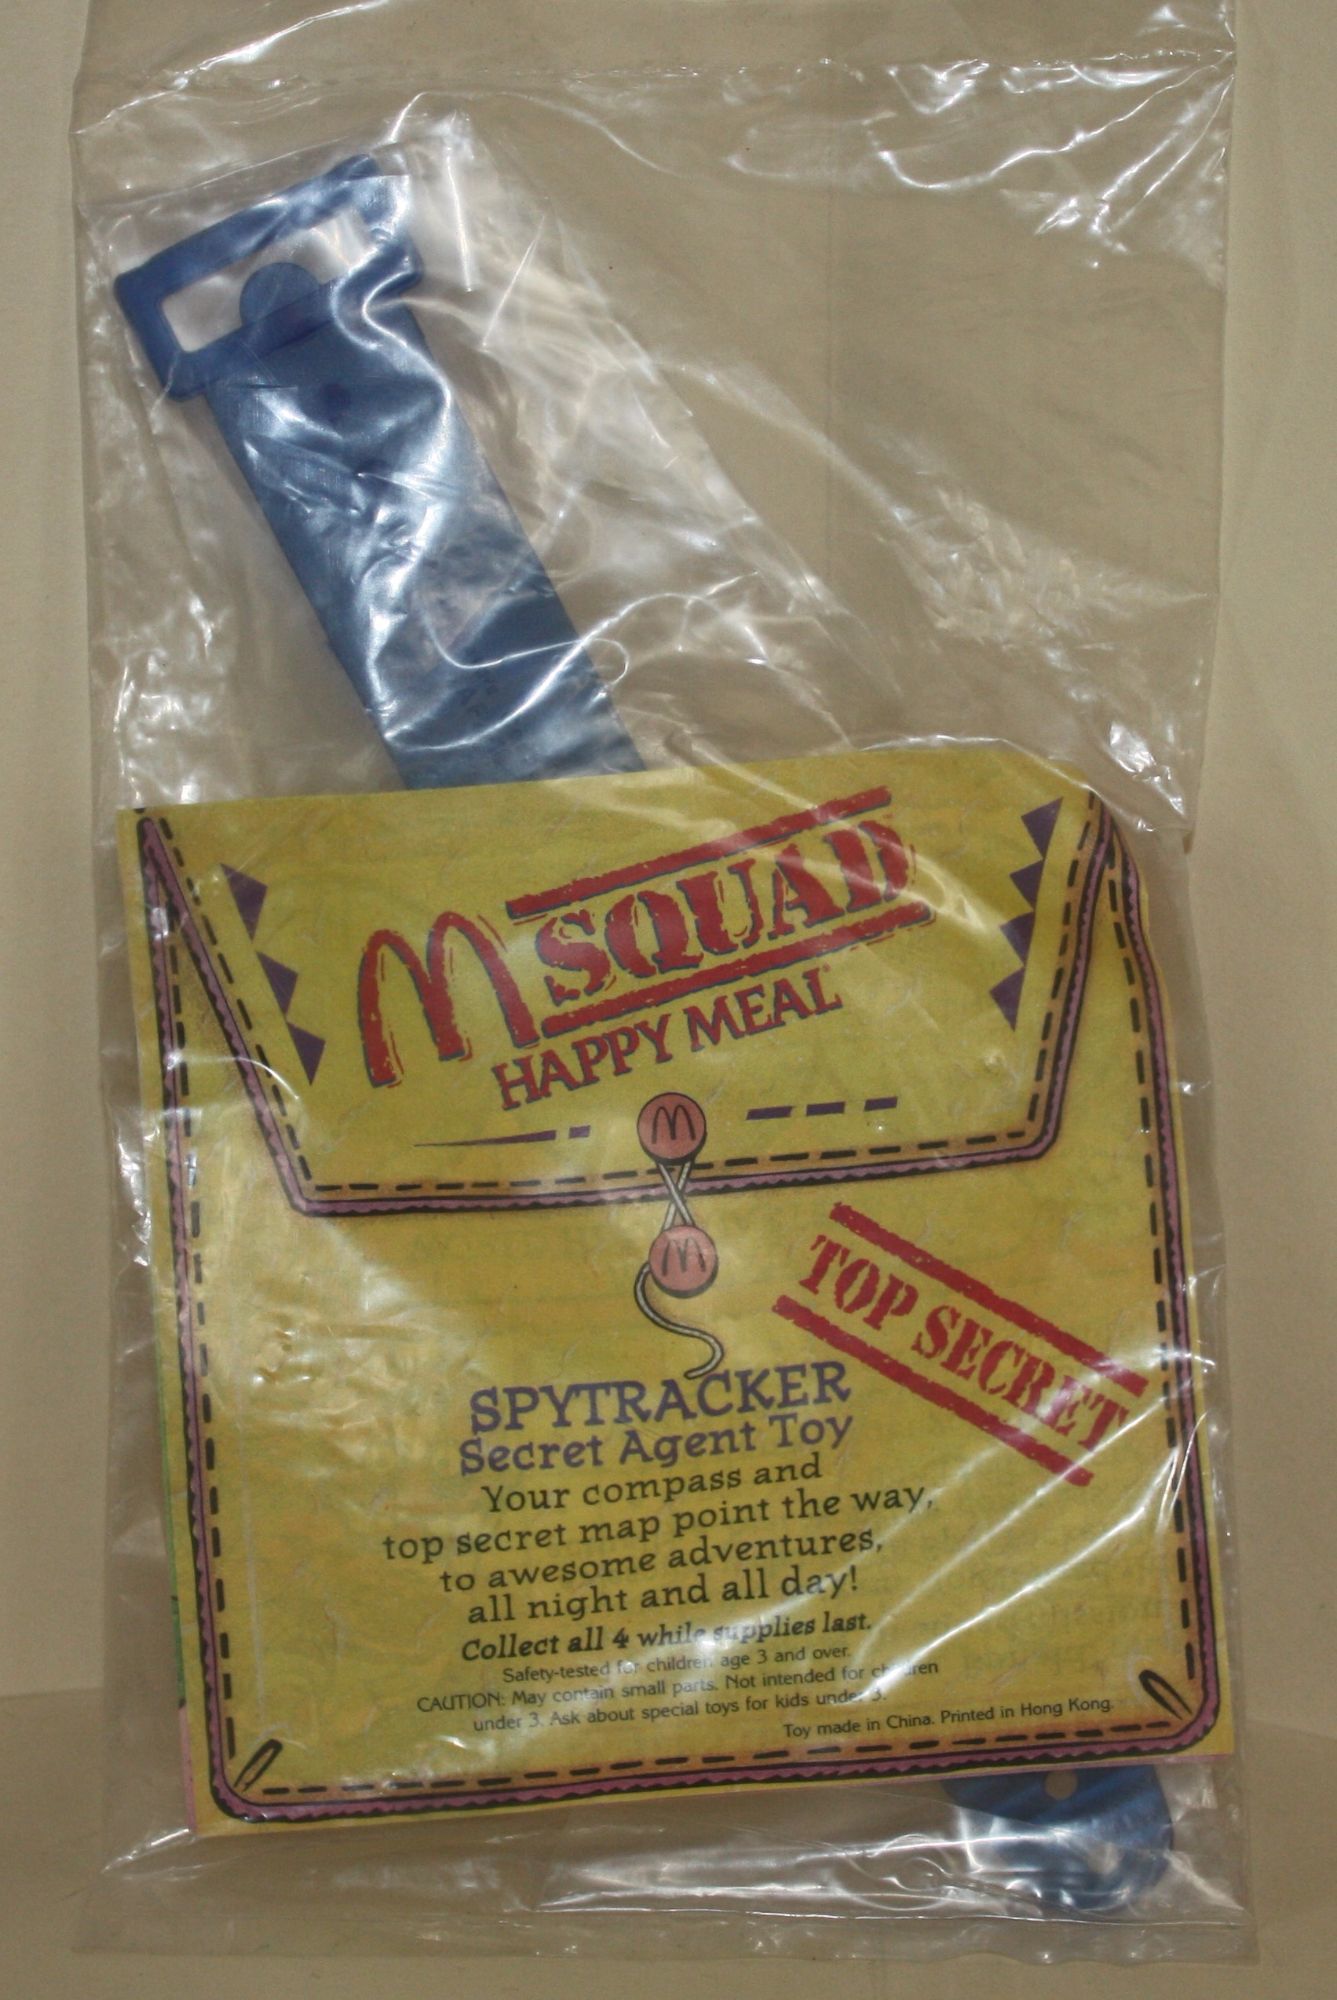 M SQUAD
HAPPY MEAL
M
M
TOP SECRET
SPYTRACKER
Secret Agent Toy
Your compass and
top secret map point the way,
to awesome adventures,
all night and all day!
Collect all 4 while supplies last.
Safety-tested for children age 3 and over.
CAUTION: May contain small parts. Not intended for children
under 3. Ask about special toys for kids under 3.
Toy made in China. Printed in Hong Kong.